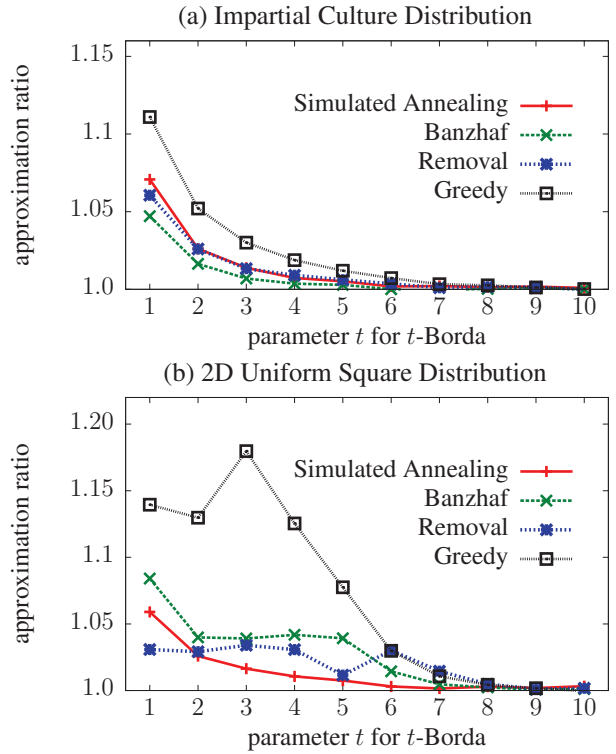 (a) Impartial Culture Distribution
1.15
1.1
1.05
1.0
approximation ratio
Simulated Annealing
Banzhaf
Removal
Greedy
1 2 3 4 5 6 7 8 9 10
parameter t for t-Borda
(b) 2D Uniform Square Distribution
1.20
1.15
1.10
1.05
1.0
approximation ratio
Simulated Annealing
Banzhaf
Removal
Greedy
1 2 3 4 5 6 7 8 9 10
parameter t for t-Borda